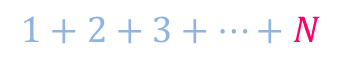 1 + 2 + 3 + ⋯ + N